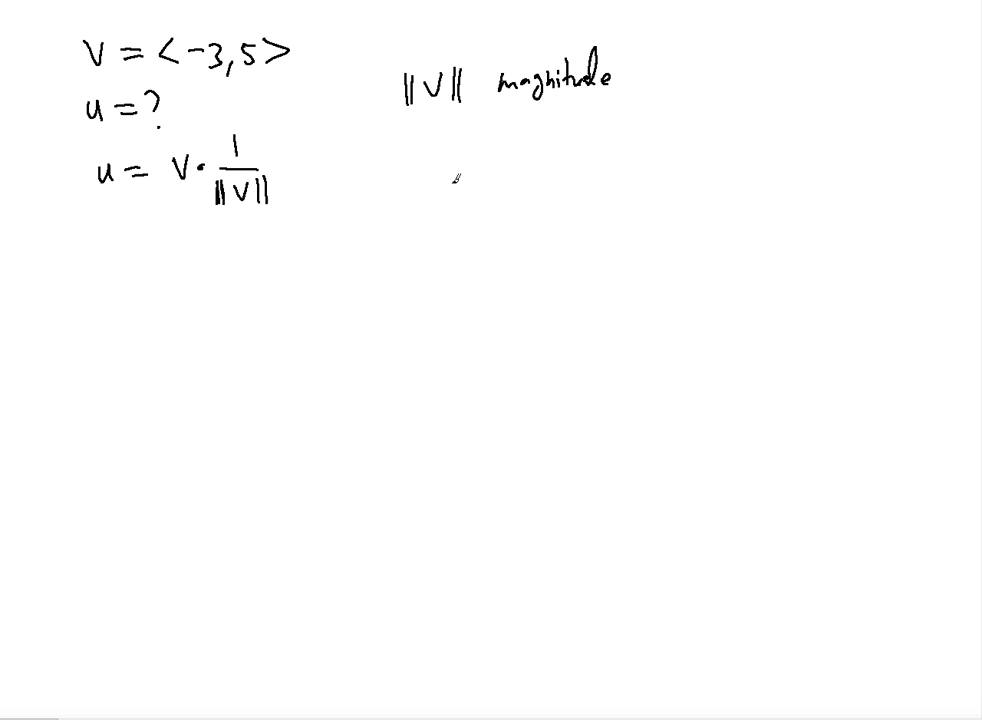 v = <-3,5>
||v|| magnitude
u = ?
u = v · 1/||v||